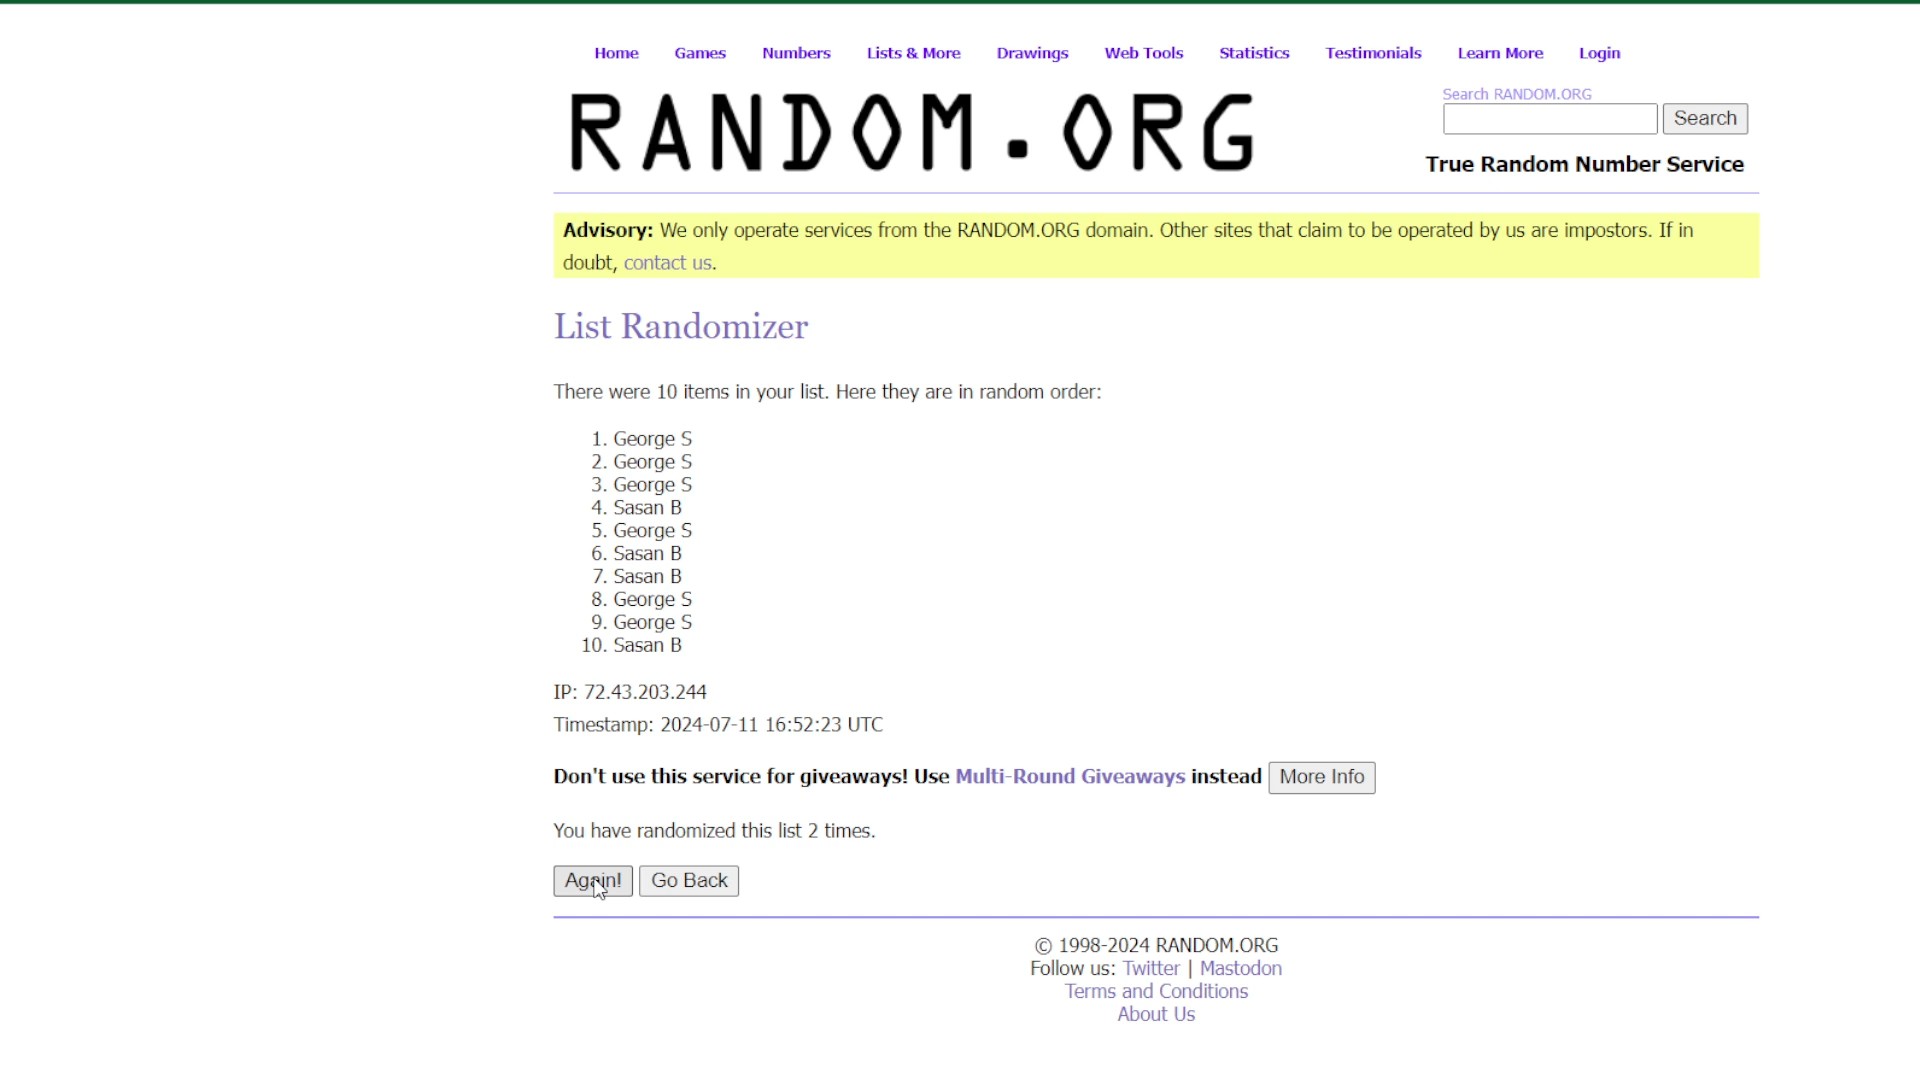 Home Games Numbers Lists & More Drawings Web Tools Statistics Testimonials Learn More Login
RANDOM.ORG
Search RANDOM.ORG
Search
True Random Number Service
Advisory: We only operate services from the RANDOM.ORG domain. Other sites that claim to be operated by us are impostors. If in
doubt, contact us.
List Randomizer
There were 10 items in your list. Here they are in random order:
1. George S
2. George S
3. George S
4. Sasan B
5. George S
6. Sasan B
7. Sasan B
8. George S
9. George S
10. Sasan B
IP: 72.43.203.244
Timestamp: 2024-07-11 16:52:23 UTC
Don't use this service for giveaways! Use Multi-Round Giveaways instead More Info
You have randomized this list 2 times.
Again! Go Back
© 1998-2024 RANDOM.ORG
Follow us: Twitter | Mastodon
Terms and Conditions
About Us